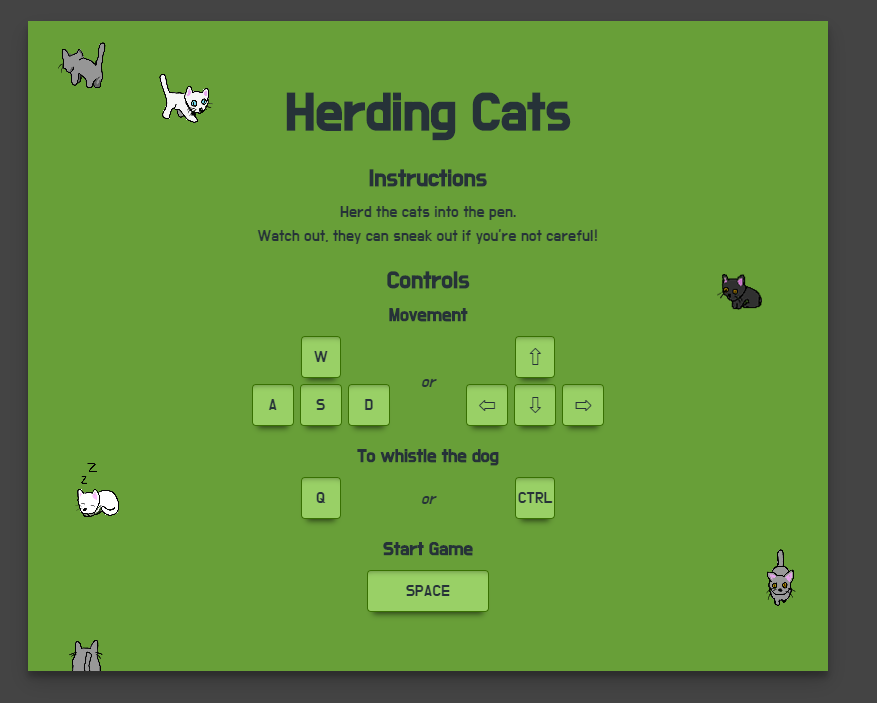 Herding Cats
Instructions
Herd the cats into the pen.
Watch out, they can sneak out if you're not careful!
Controls
Movement
W ⇧
or
A S D ⇦ ⇩ ⇨
To whistle the dog
Q or CTRL
Start Game
SPACE
z
z